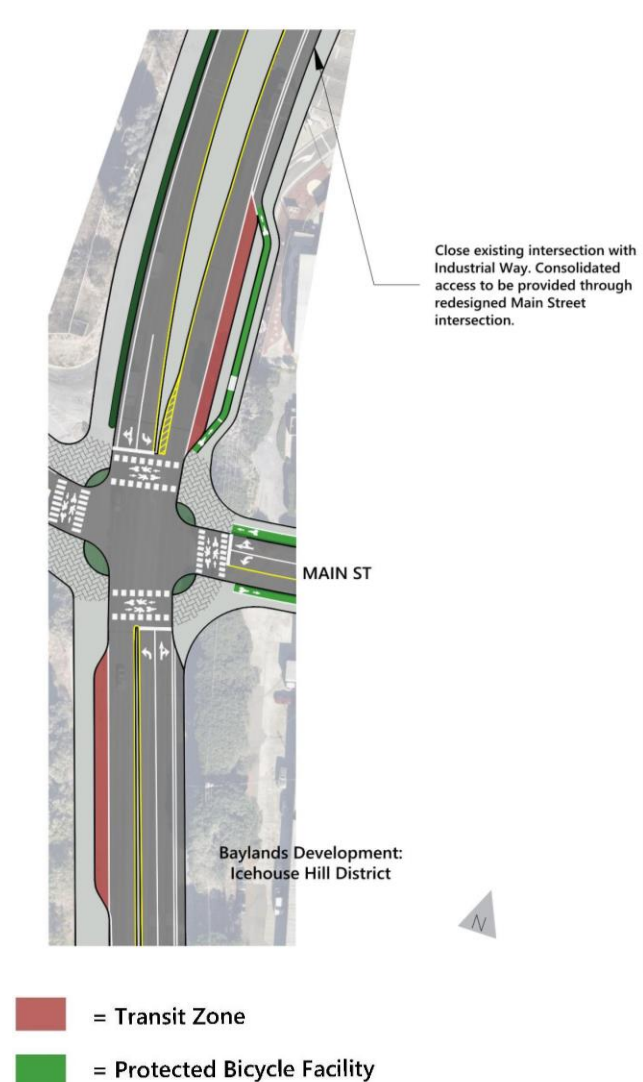 Close existing intersection with
Industrial Way. Consolidated
access to be provided through
redesigned Main Street
intersection.
MAIN ST
Baylands Development:
Icehouse Hill District
N
= Transit Zone
= Protected Bicycle Facility